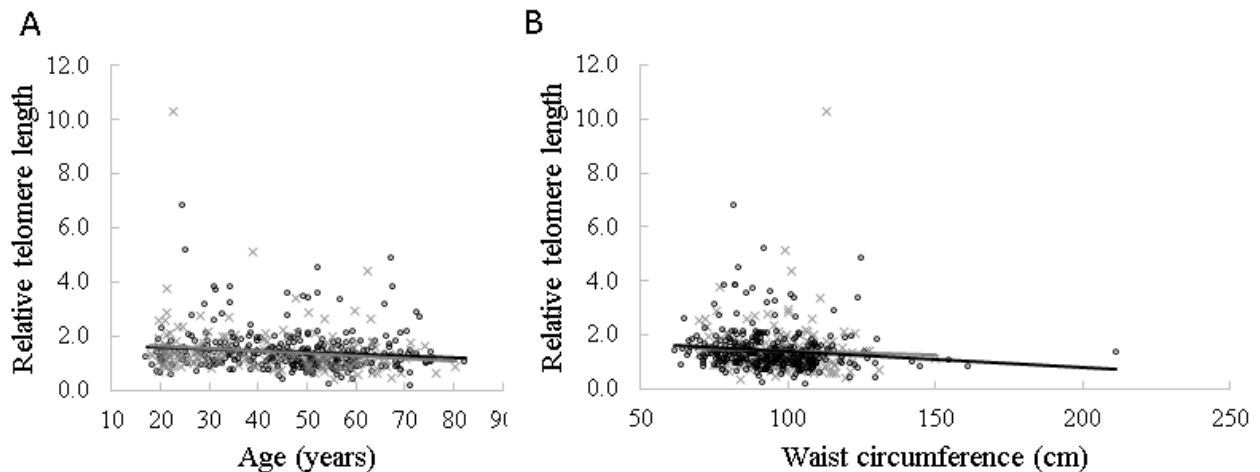 A
Relative telomere length
12.0
10.0
8.0
6.0
4.0
2.0
0.0
10 20 30 40 50 60 70 80 90
Age (years)
B
Relative telomere length
12.0
10.0
8.0
6.0
4.0
2.0
0.0
50 100 150 200 250
Waist circumference (cm)